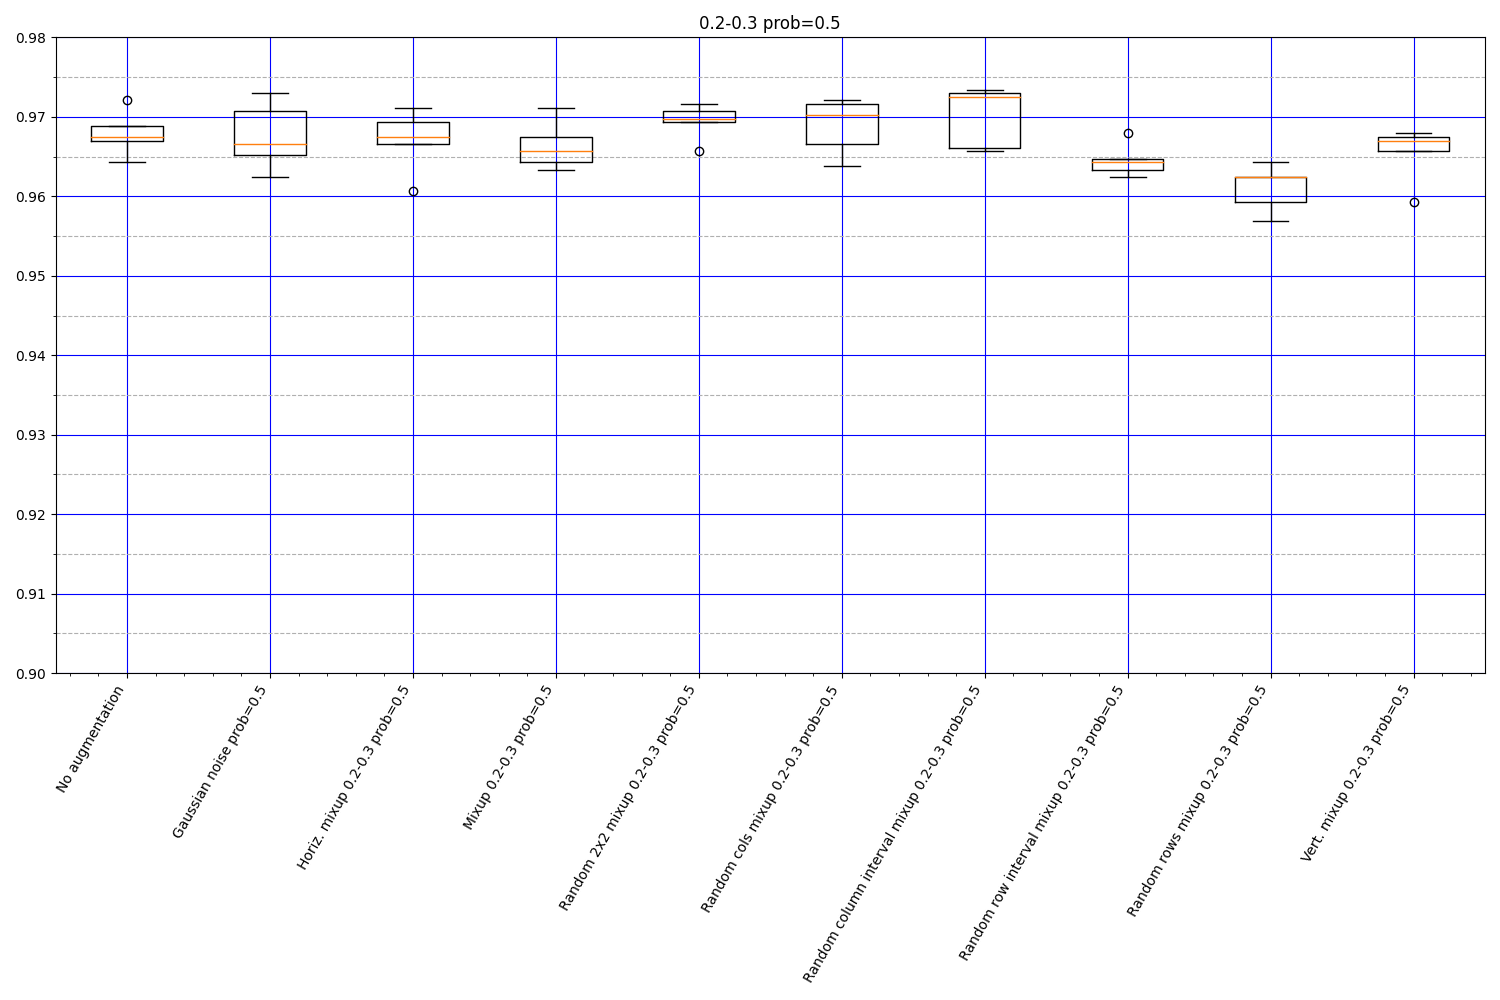 0.2-0.3 prob=0.5
0.98
0.97
0.96
0.95
0.94
0.93
0.92
0.91
0.90
No augmentation
Gaussian noise prob=0.5
Horiz. mixup 0.2-0.3 prob=0.5
Mixup 0.2-0.3 prob=0.5
Random 2x2 mixup 0.2-0.3 prob=0.5
Random cols mixup 0.2-0.3 prob=0.5
Random column interval mixup 0.2-0.3 prob=0.5
Random row interval mixup 0.2-0.3 prob=0.5
Random rows mixup 0.2-0.3 prob=0.5
Vert. mixup 0.2-0.3 prob=0.5